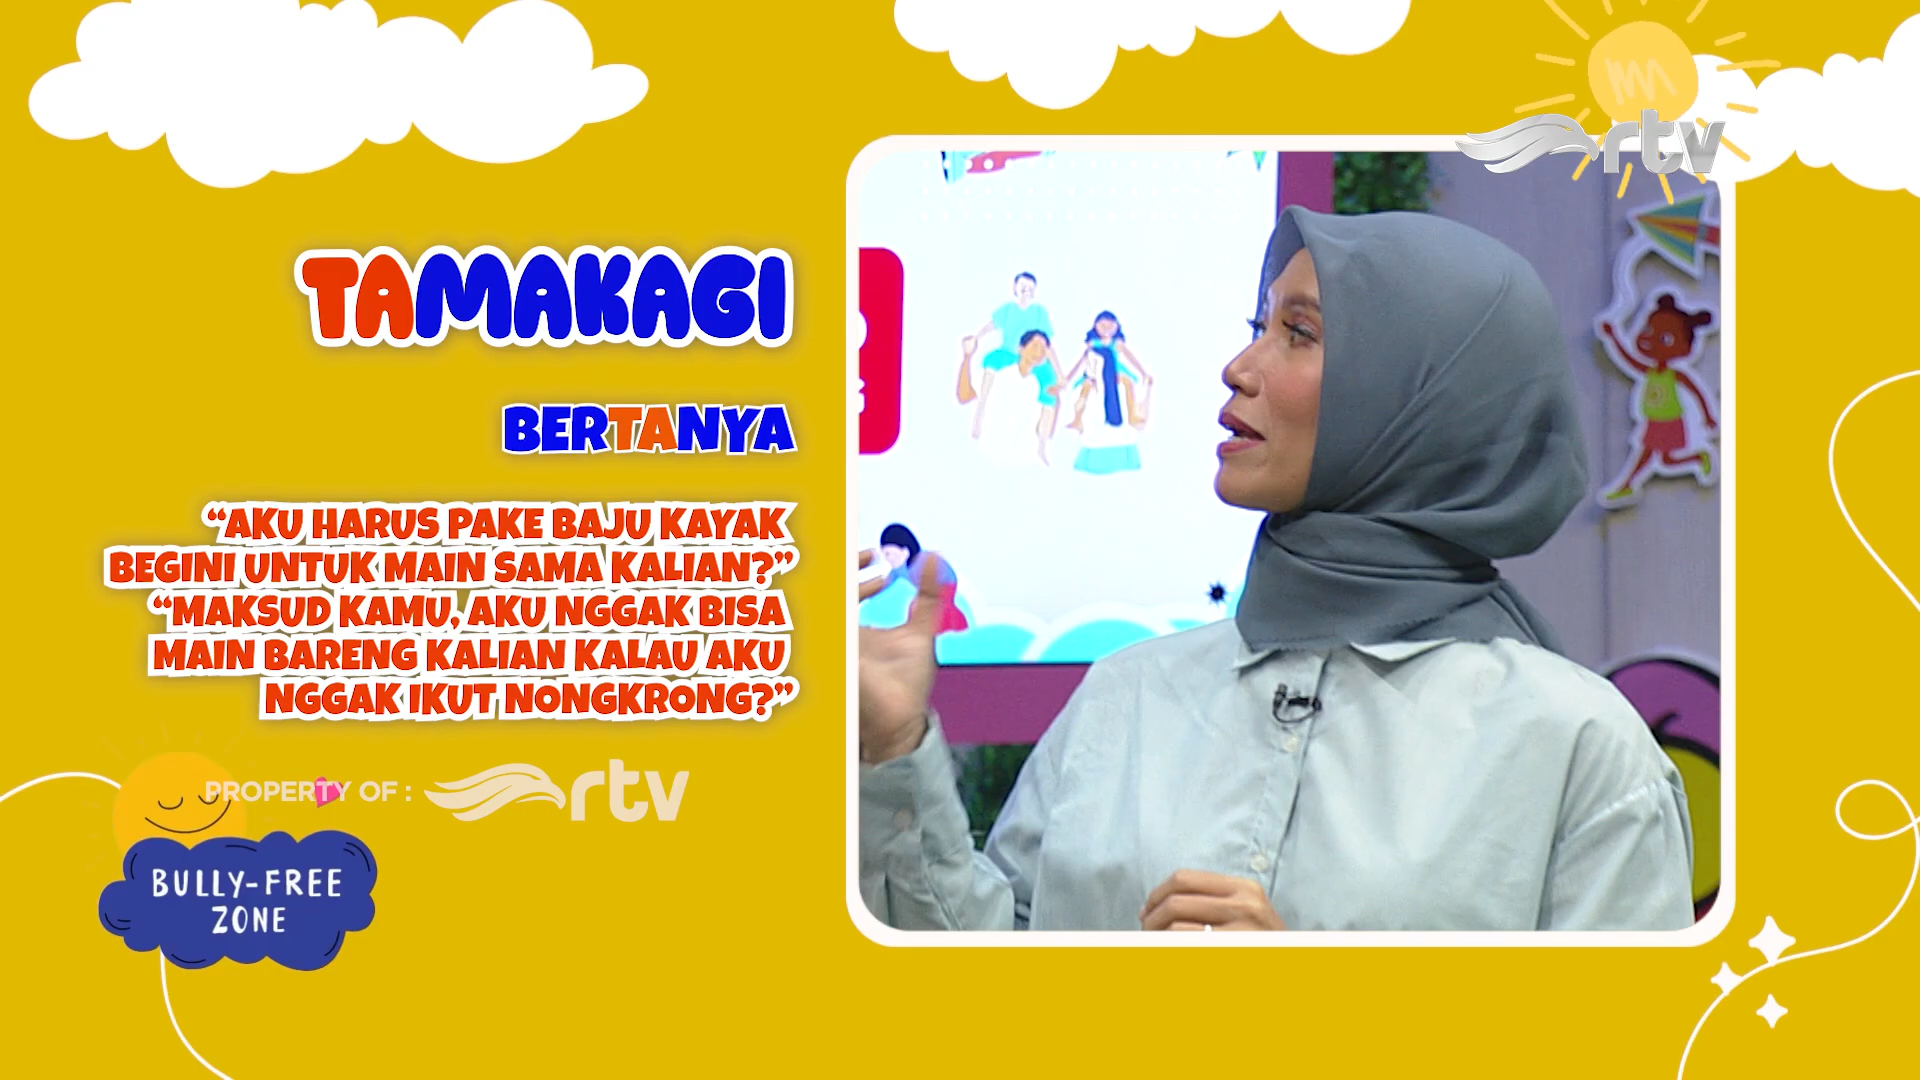 rtv
TAMAKAGI
BERTANYA
“AKU HARUS PAKE BAJU KAYAK
BEGINI UNTUK MAIN SAMA KALIAN?”
“MAKSUD KAMU, AKU NGGAK BISA
MAIN BARENG KALIAN KALAU AKU
NGGAK IKUT NONGKRONG?”
PROPERTY OF : rtv
BULLY-FREE
ZONE